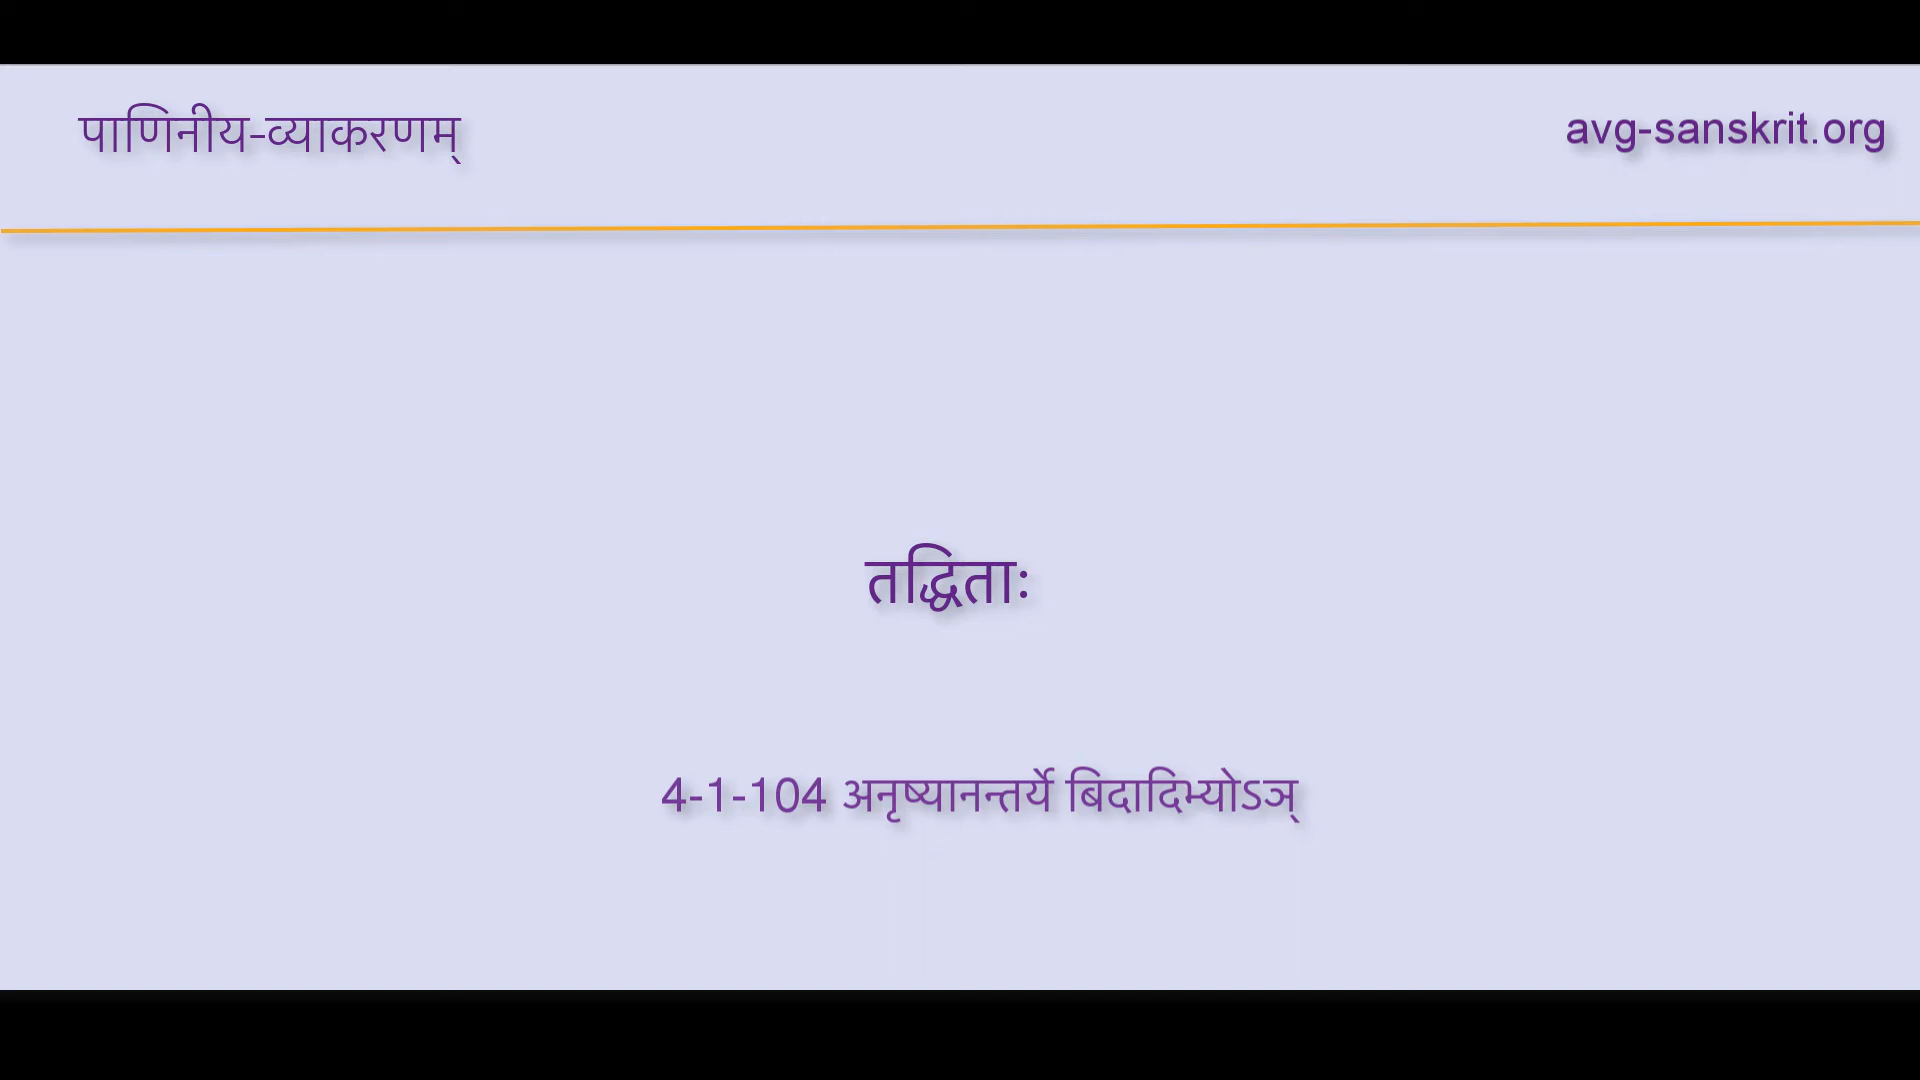 पाणिनीय-व्याकरणम्
avg-sanskrit.org
तद्धिताः
4-1-104 अनृष्यानन्तर्ये बिदादिभ्योऽञ्